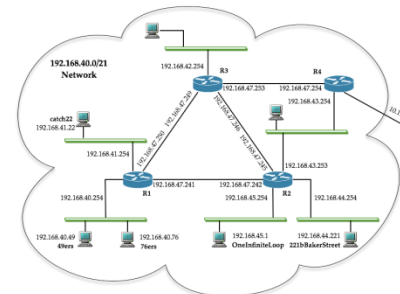 192.168.40.0/21
Network
192.168.42.254
R3
R4
192.168.47.253
192.168.47.254
192.168.43.254
10.1
catch22
192.168.41.22
192.168.47.249
192.168.47.250
192.168.47.246
192.168.47.245
192.168.41.254
192.168.43.253
192.168.40.254
R1
192.168.47.241
192.168.47.242
R2
192.168.45.254
192.168.44.254
192.168.40.49
49ers
192.168.40.76
76ers
192.168.45.1
OneInfiniteLoop
192.168.44.221
221bBakerStreet